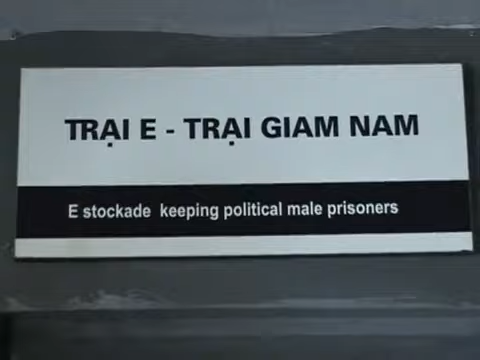 TRẠI E - TRẠI GIAM NAM
E stockade keeping political male prisoners